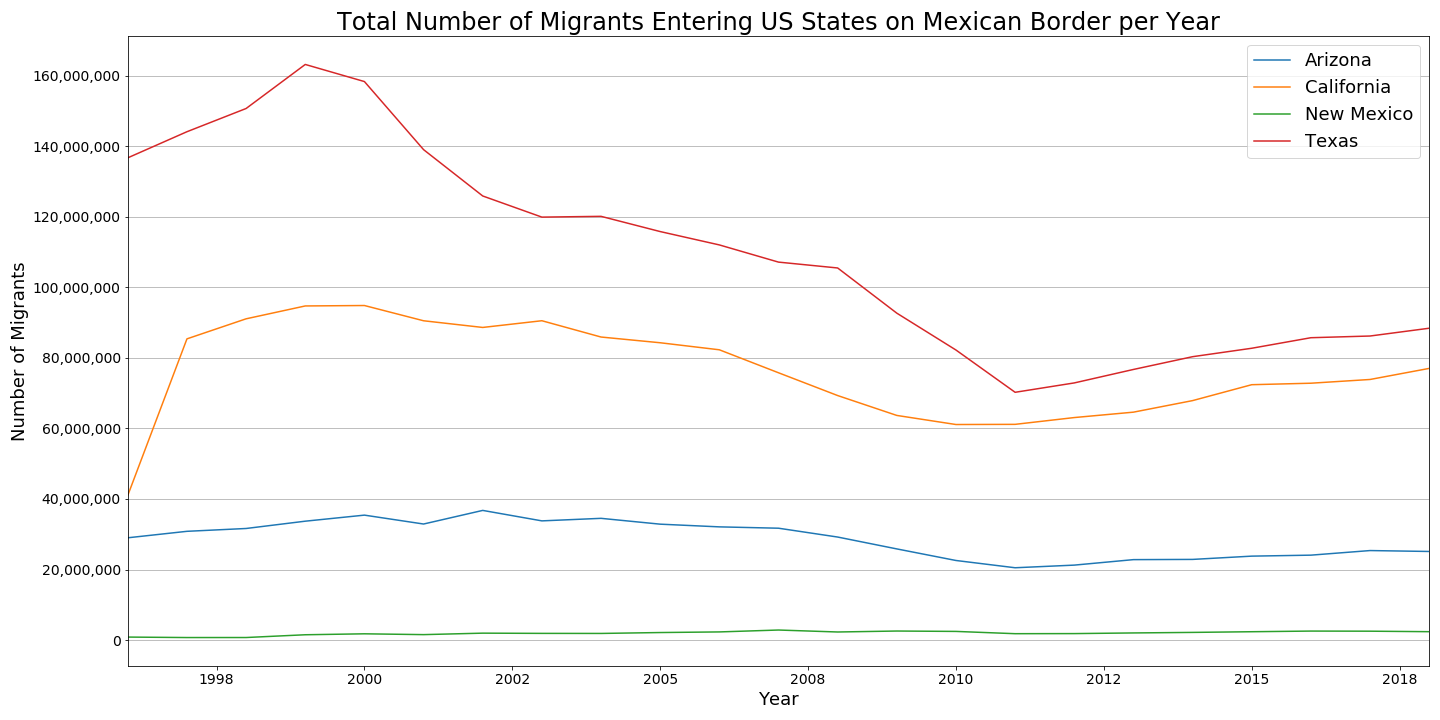 Total Number of Migrants Entering US States on Mexican Border per Year
Arizona
California
New Mexico
Texas
160,000,000
140,000,000
120,000,000
100,000,000
80,000,000
60,000,000
40,000,000
20,000,000
0
Number of Migrants
1998 2000 2002 2005 2008 2010 2012 2015 2018
Year